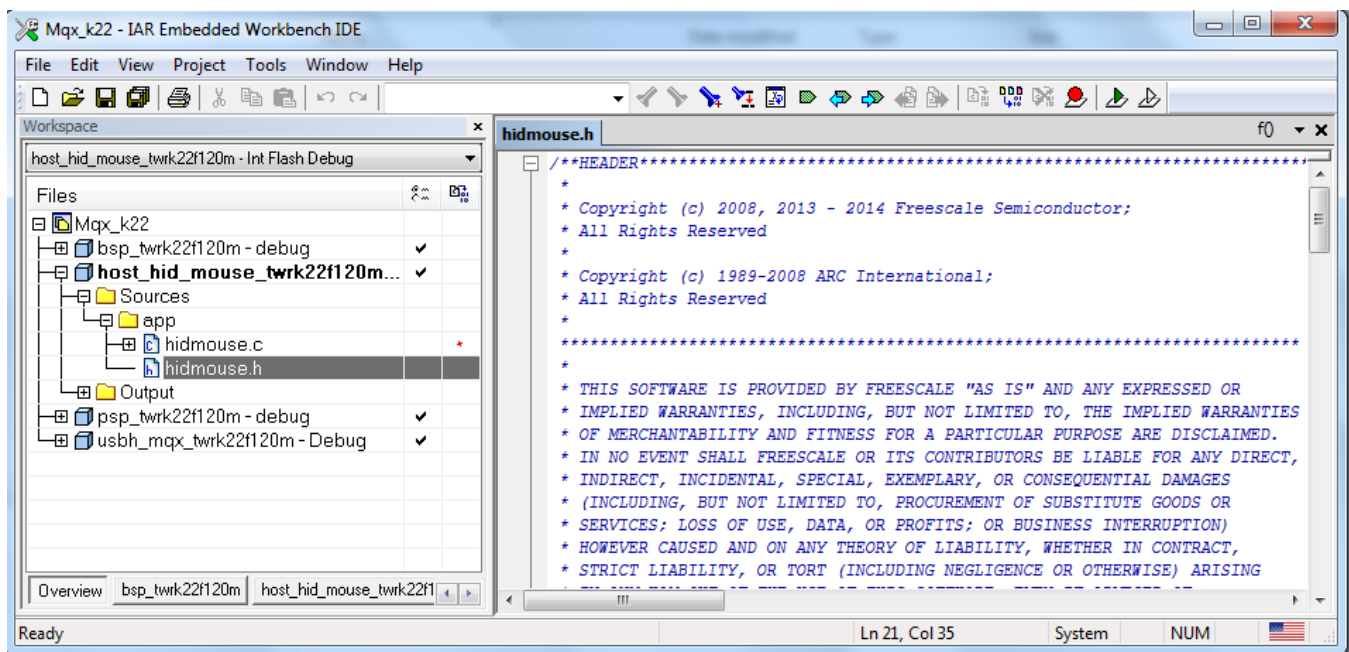 Mqx_k22 - IAR Embedded Workbench IDE
File Edit View Project Tools Window Help
Workspace
host_hid_mouse_twrk22f120m - Int Flash Debug
Files
Mqx_k22
bsp_twrk22f120m - debug
host_hid_mouse_twrk22f120m...
Sources
app
hidmouse.c
hidmouse.h
Output
psp_twrk22f120m - debug
usbh_mqx_twrk22f120m - Debug
Overview bsp_twrk22f120m host_hid_mouse_twrk22f1
hidmouse.h f()
/**HEADER********************************************************************
*
* Copyright (c) 2008, 2013 - 2014 Freescale Semiconductor;
* All Rights Reserved
*
* Copyright (c) 1989-2008 ARC International;
* All Rights Reserved
*
***************************************************************************
*
* THIS SOFTWARE IS PROVIDED BY FREESCALE "AS IS" AND ANY EXPRESSED OR
* IMPLIED WARRANTIES, INCLUDING, BUT NOT LIMITED TO, THE IMPLIED WARRANTIES
* OF MERCHANTABILITY AND FITNESS FOR A PARTICULAR PURPOSE ARE DISCLAIMED.
* IN NO EVENT SHALL FREESCALE OR ITS CONTRIBUTORS BE LIABLE FOR ANY DIRECT,
* INDIRECT, INCIDENTAL, SPECIAL, EXEMPLARY, OR CONSEQUENTIAL DAMAGES
* (INCLUDING, BUT NOT LIMITED TO, PROCUREMENT OF SUBSTITUTE GOODS OR
* SERVICES; LOSS OF USE, DATA, OR PROFITS; OR BUSINESS INTERRUPTION)
* HOWEVER CAUSED AND ON ANY THEORY OF LIABILITY, WHETHER IN CONTRACT,
* STRICT LIABILITY, OR TORT (INCLUDING NEGLIGENCE OR OTHERWISE) ARISING
Ready Ln 21, Col 35 System NUM